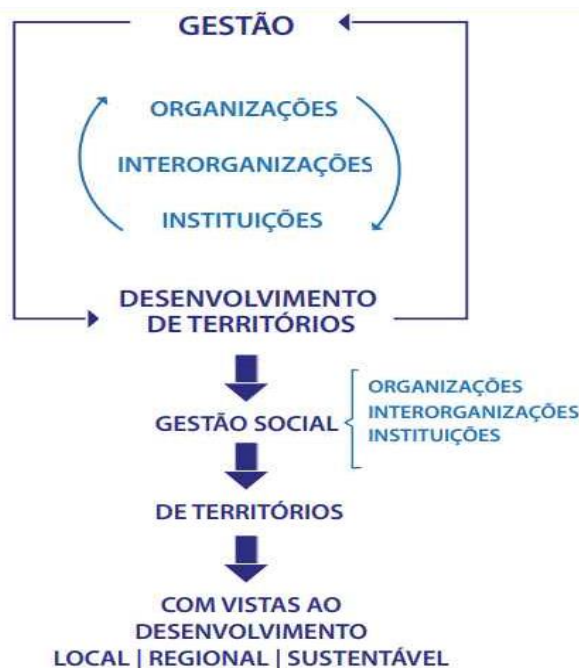 GESTÃO
ORGANIZAÇÕES
INTERORGANIZAÇÕES
INSTITUIÇÕES
DESENVOLVIMENTO
DE TERRITÓRIOS
GESTÃO SOCIAL
ORGANIZAÇÕES
INTERORGANIZAÇÕES
INSTITUIÇÕES
DE TERRITÓRIOS
COM VISTAS AO
DESENVOLVIMENTO
LOCAL | REGIONAL | SUSTENTÁVEL